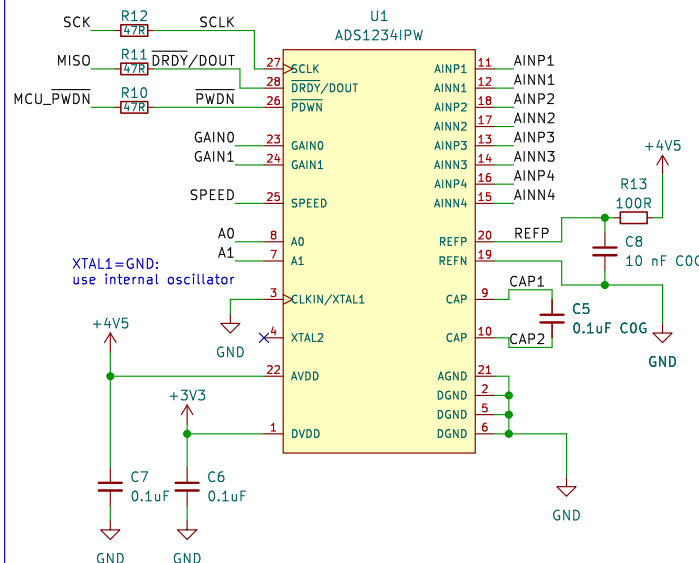 U1
ADS1234IPW
SCK
R12
47R
SCLK
MISO
R11
47R
DRDY/DOUT
MCU_PWDN
R10
47R
PWDN
GAIN0
GAIN1
SPEED
A0
A1
XTAL1=GND:
use internal oscillator
GND
+4V5
+3V3
C7
0.1uF
GND
C6
0.1uF
GND
27 SCLK
28 DRDY/DOUT
26 PDWN
23 GAIN0
24 GAIN1
25 SPEED
8 A0
7 A1
3 CLKIN/XTAL1
4 XTAL2
22 AVDD
1 DVDD
AINP1 11 AINP1
AINN1 12 AINN1
AINP2 18 AINP2
AINN2 17 AINN2
AINP3 13 AINP3
AINN3 14 AINN3
AINP4 16 AINP4
AINN4 15 AINN4
REFP 20 REFP
REFN 19
CAP 9 CAP1
CAP 10 CAP2
AGND 21
DGND 2
DGND 5
DGND 6
+4V5
R13
100R
C8
10 nF C0G
GND
C5
0.1uF C0G
GND